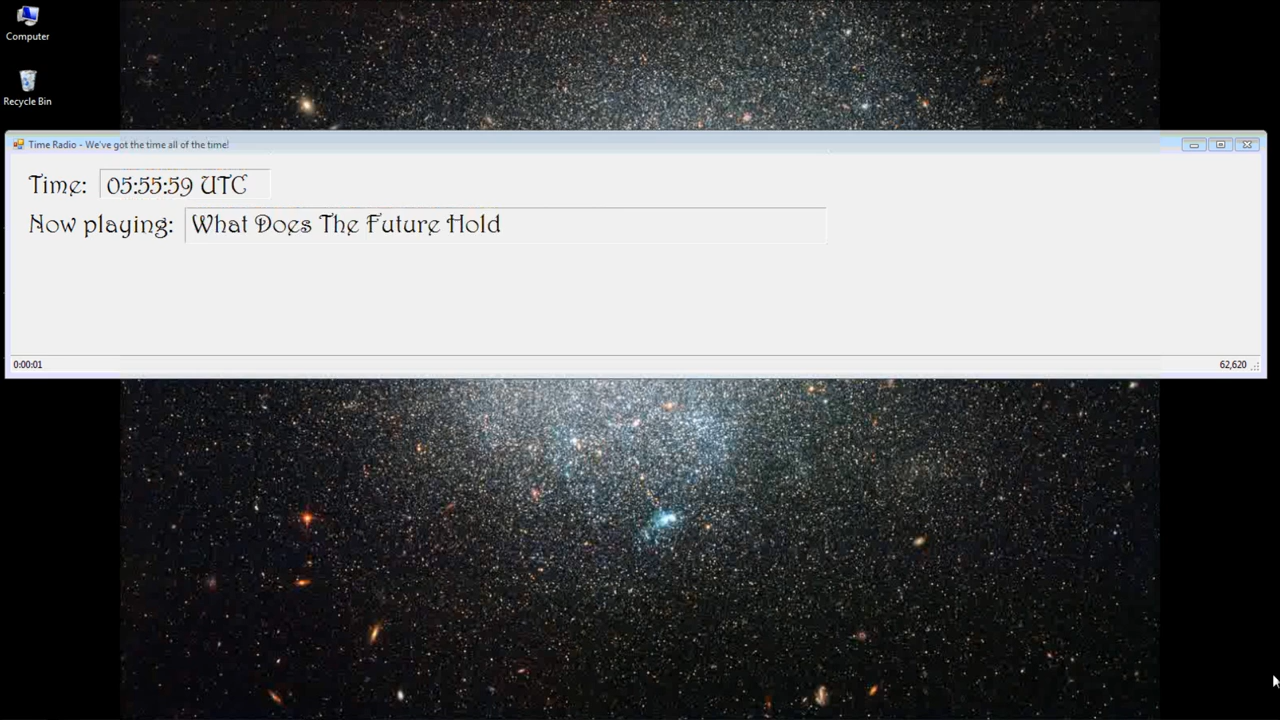 Computer
Recycle Bin
Time Radio - We've got the time all of the time!
Time: 05:55:59 UTC
Now playing: What Does The Future Hold
0:00:01 62,620